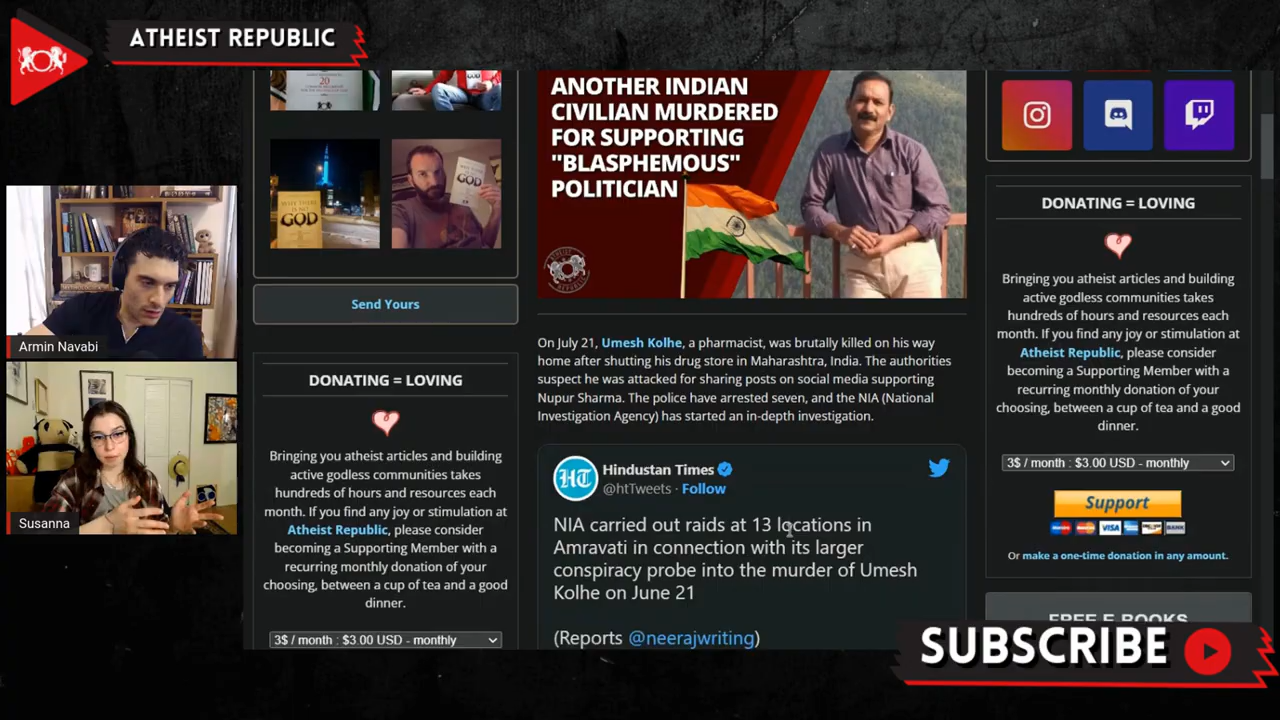 ATHEIST REPUBLIC
Armin Navabi
Susanna
WHY THERE IS NO
GOD
GOD
Send Yours
DONATING = LOVING
Bringing you atheist articles and building
active godless communities takes
hundreds of hours and resources each
month. If you find any joy or stimulation at
Atheist Republic, please consider
becoming a Supporting Member with a
recurring monthly donation of your
choosing, between a cup of tea and a good
dinner.
3$ / month : $3.00 USD - monthly
ANOTHER INDIAN
CIVILIAN MURDERED
FOR SUPPORTING
"BLASPHEMOUS"
POLITICIAN
On July 21, Umesh Kolhe, a pharmacist, was brutally killed on his way
home after shutting his drug store in Maharashtra, India. The authorities
suspect he was attacked for sharing posts on social media supporting
Nupur Sharma. The police have arrested seven, and the NIA (National
Investigation Agency) has started an in-depth investigation.
HT
Hindustan Times
@htTweets · Follow
NIA carried out raids at 13 locations in
Amravati in connection with its larger
conspiracy probe into the murder of Umesh
Kolhe on June 21
(Reports @neerajwriting)
DONATING = LOVING
Bringing you atheist articles and building
active godless communities takes
hundreds of hours and resources each
month. If you find any joy or stimulation at
Atheist Republic, please consider
becoming a Supporting Member with a
recurring monthly donation of your
choosing, between a cup of tea and a good
dinner.
3$ / month : $3.00 USD - monthly
Support
VISA
BANK
Or make a one-time donation in any amount.
FREE E-BOOKS
SUBSCRIBE